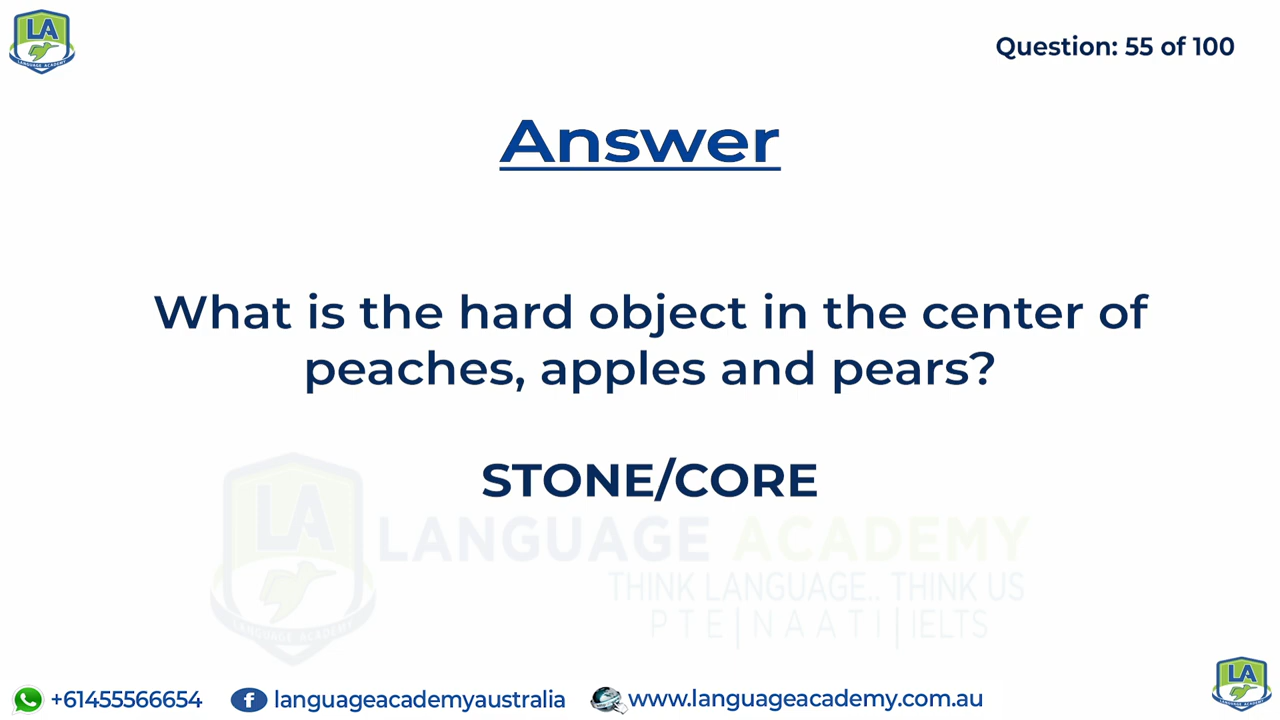 LA
LANGUAGE ACADEMY
Question: 55 of 100
Answer
What is the hard object in the center of
peaches, apples and pears?
STONE/CORE
LA
LANGUAGE ACADEMY
LANGUAGE ACADEMY
THINK LANGUAGE.. THINK US
PTE|NAATI|IELTS
+61455566654
languageacademyaustralia
www.languageacademy.com.au
LA
LANGUAGE ACADEMY